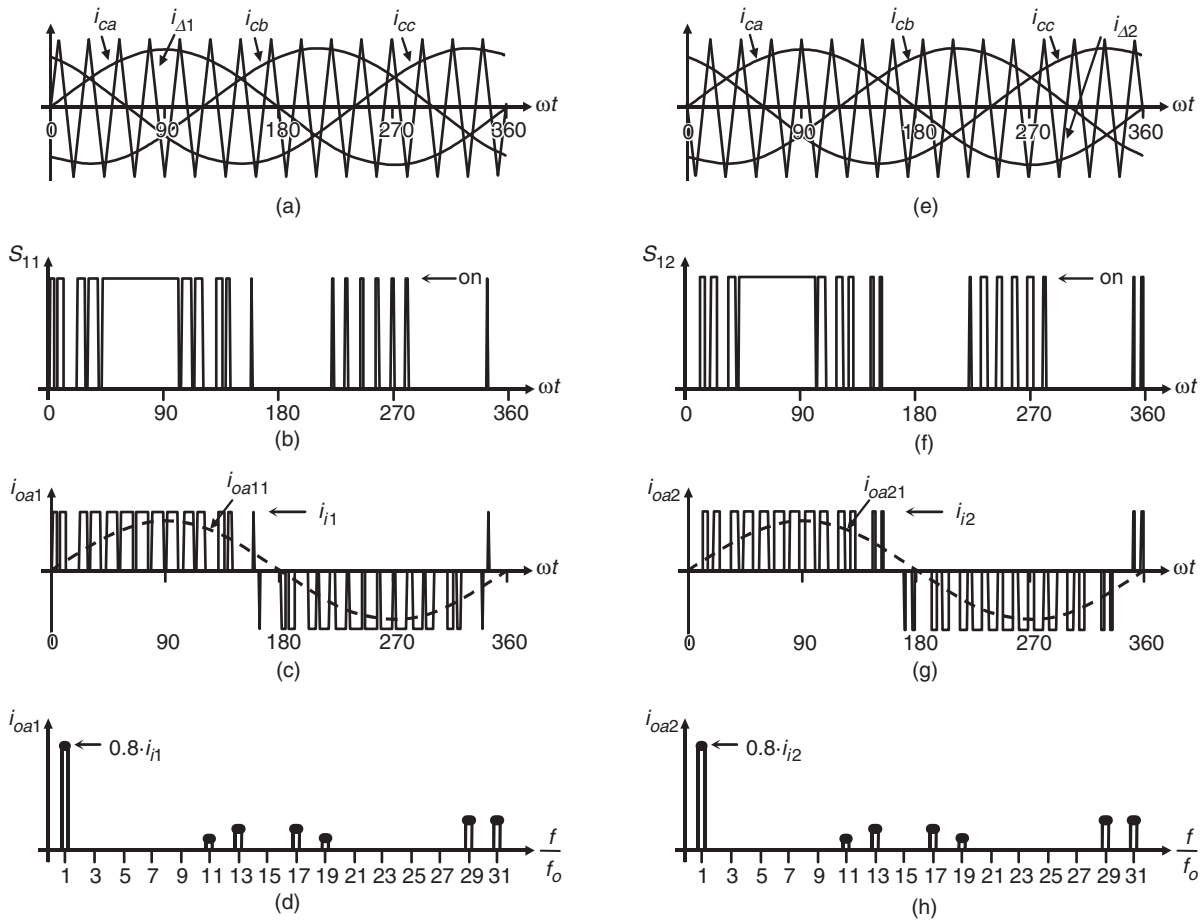 i_ca i_Δ1 i_cb i_cc
ωt
0 90 180 270 360
(a)
S_11
on
ωt
0 90 180 270 360
(b)
i_oa1
i_oa11
i_i1
ωt
0 90 180 270 360
(c)
i_oa1
0.8·i_i1
f/f_o
1 3 5 7 9 11 13 15 17 19 21 23 25 27 29 31
(d)
i_ca i_cb i_cc i_Δ2
ωt
0 90 180 270 360
(e)
S_12
on
ωt
0 90 180 270 360
(f)
i_oa2
i_oa21
i_i2
ωt
0 90 180 270 360
(g)
i_oa2
0.8·i_i2
f/f_o
1 3 5 7 9 11 13 15 17 19 21 23 25 27 29 31
(h)